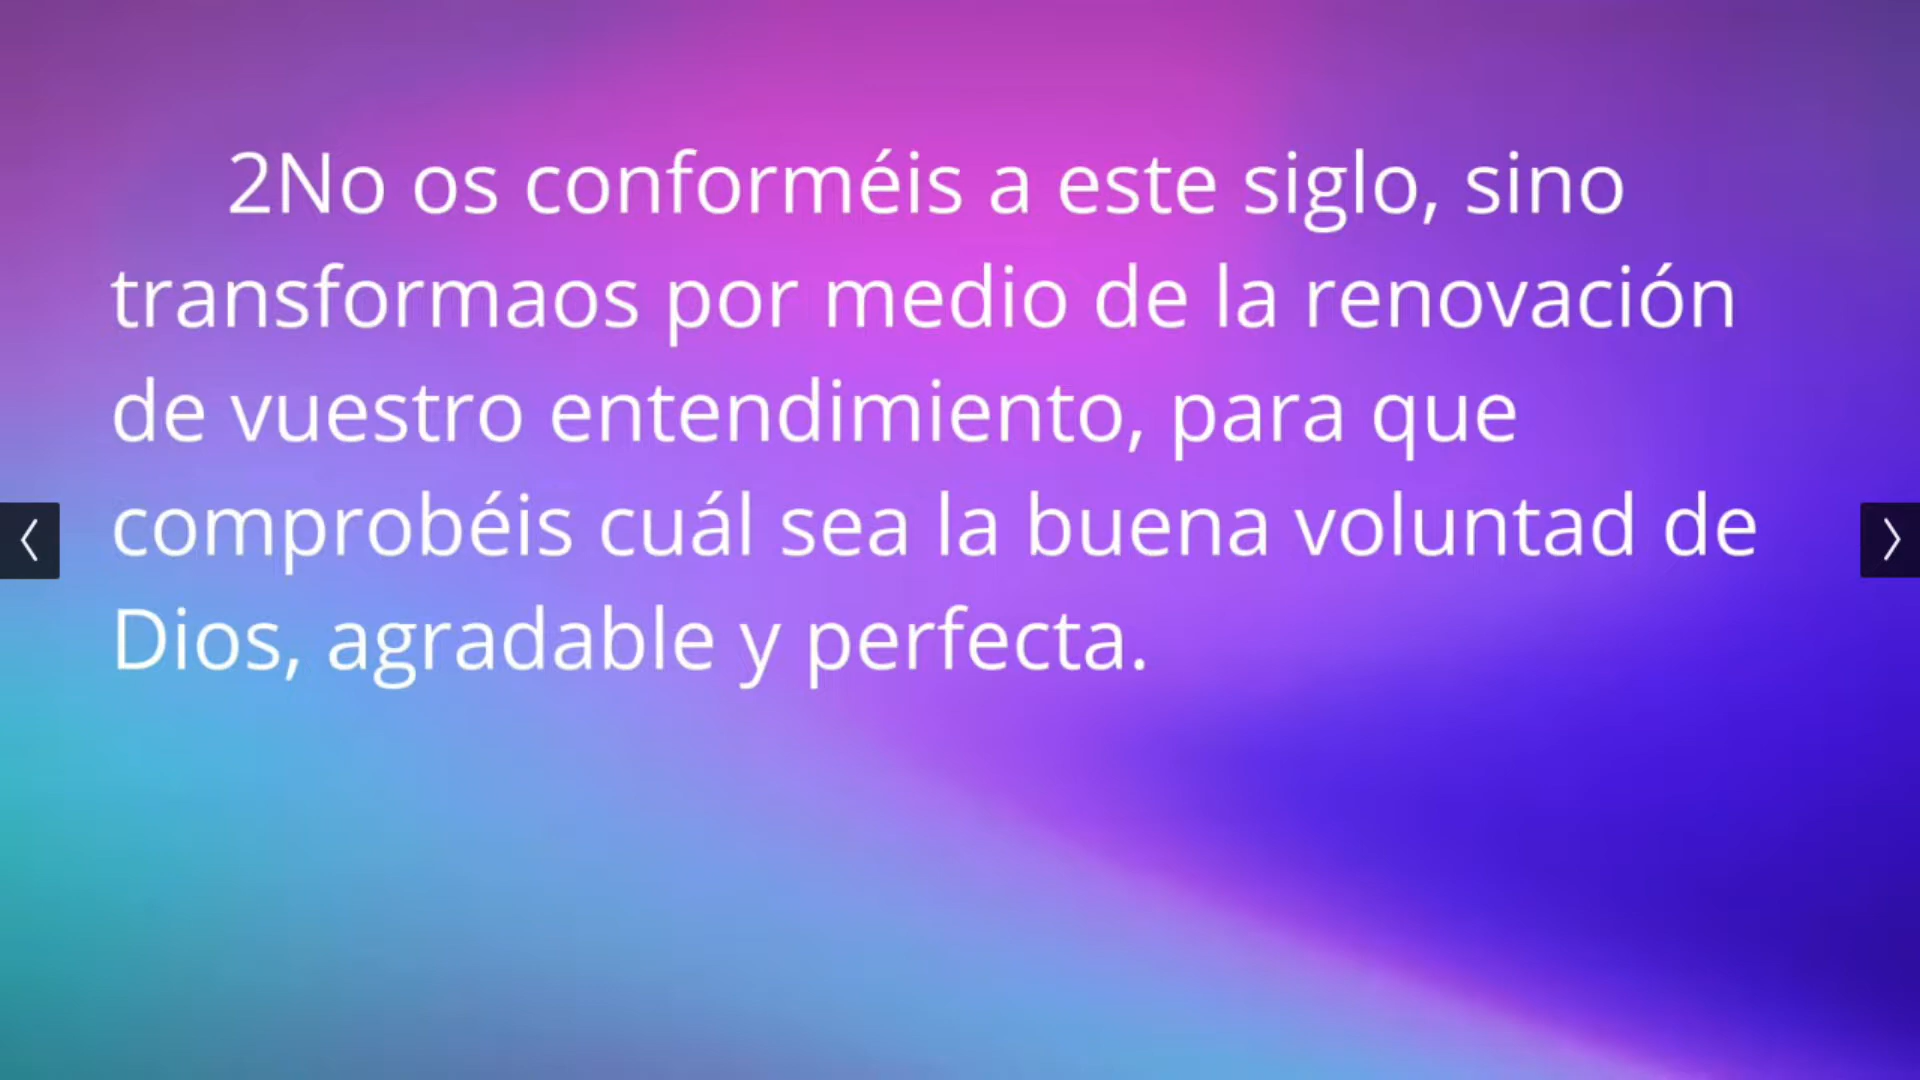 2No os conforméis a este siglo, sino
transformaos por medio de la renovación
de vuestro entendimiento, para que
comprobéis cuál sea la buena voluntad de
Dios, agradable y perfecta.